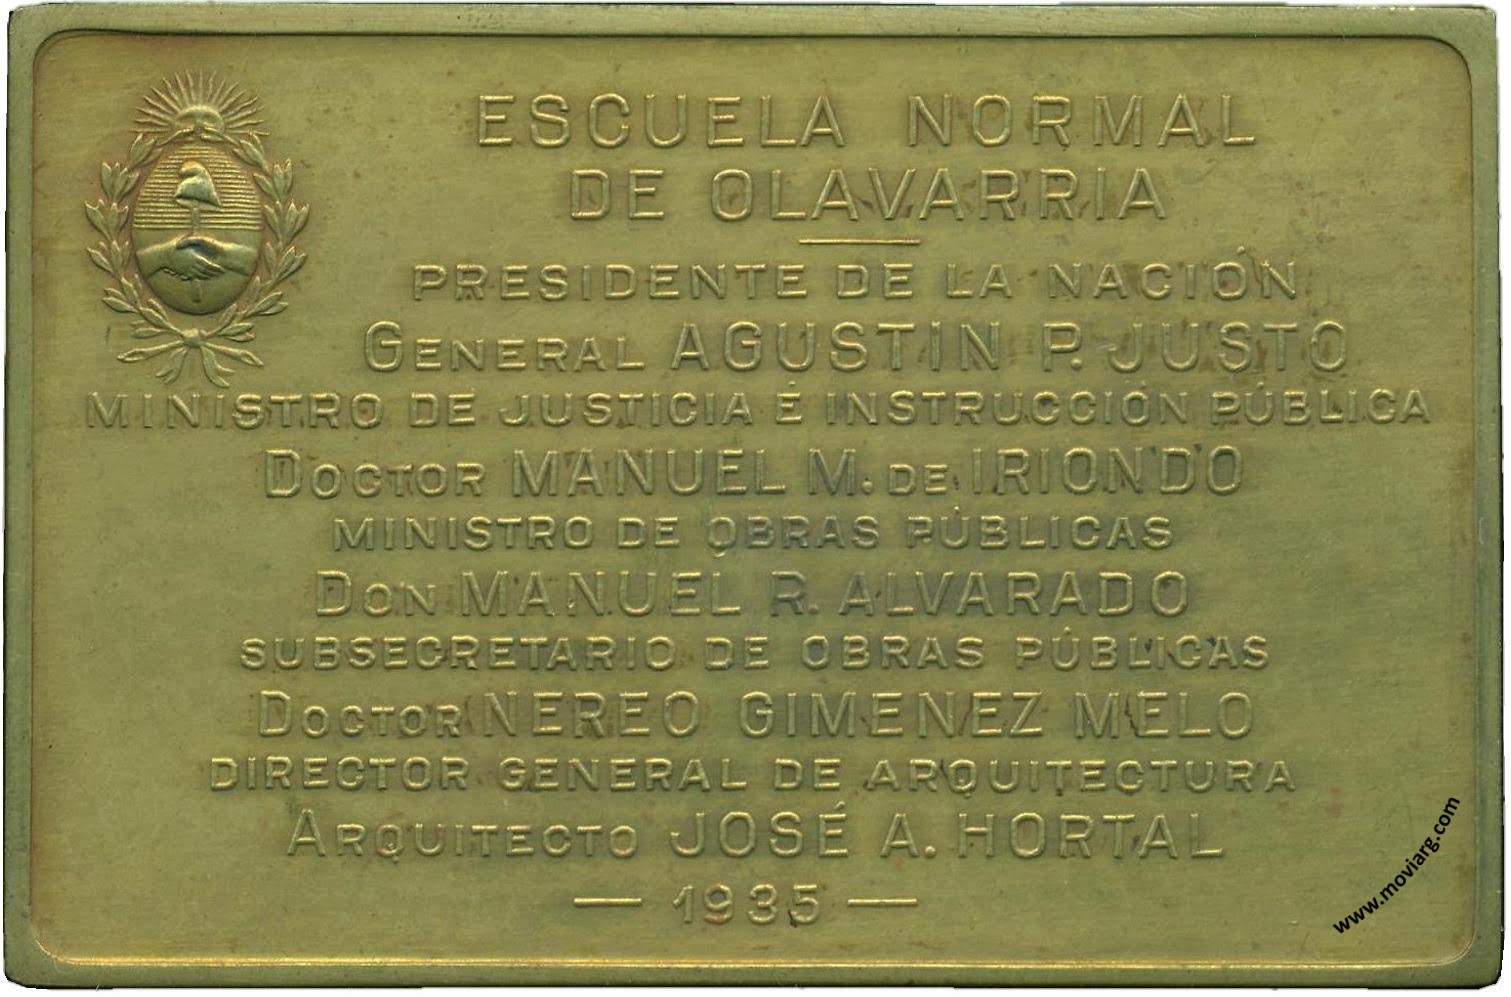 ESCUELA NORMAL
DE OLAVARRIA
PRESIDENTE DE LA NACIÓN
GENERAL AGUSTIN P. JUSTO
MINISTRO DE JUSTICIA É INSTRUCCIÓN PÚBLICA
DOCTOR MANUEL M. DE IRIONDO
MINISTRO DE OBRAS PÚBLICAS
DON MANUEL R. ALVARADO
SUBSECRETARIO DE OBRAS PÚBLICAS
DOCTOR NEREO GIMENEZ MELO
DIRECTOR GENERAL DE ARQUITECTURA
ARQUITECTO JOSÉ A. HORTAL
— 1935 —
www.moviarg.com